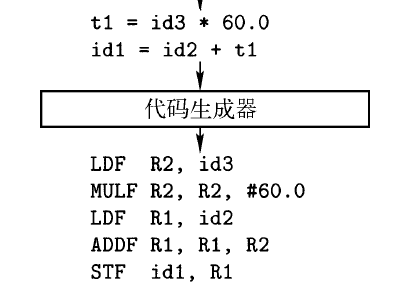 t1 = id3 * 60.0
id1 = id2 + t1
代码生成器
LDF R2, id3
MULF R2, R2, #60.0
LDF R1, id2
ADDF R1, R1, R2
STF id1, R1